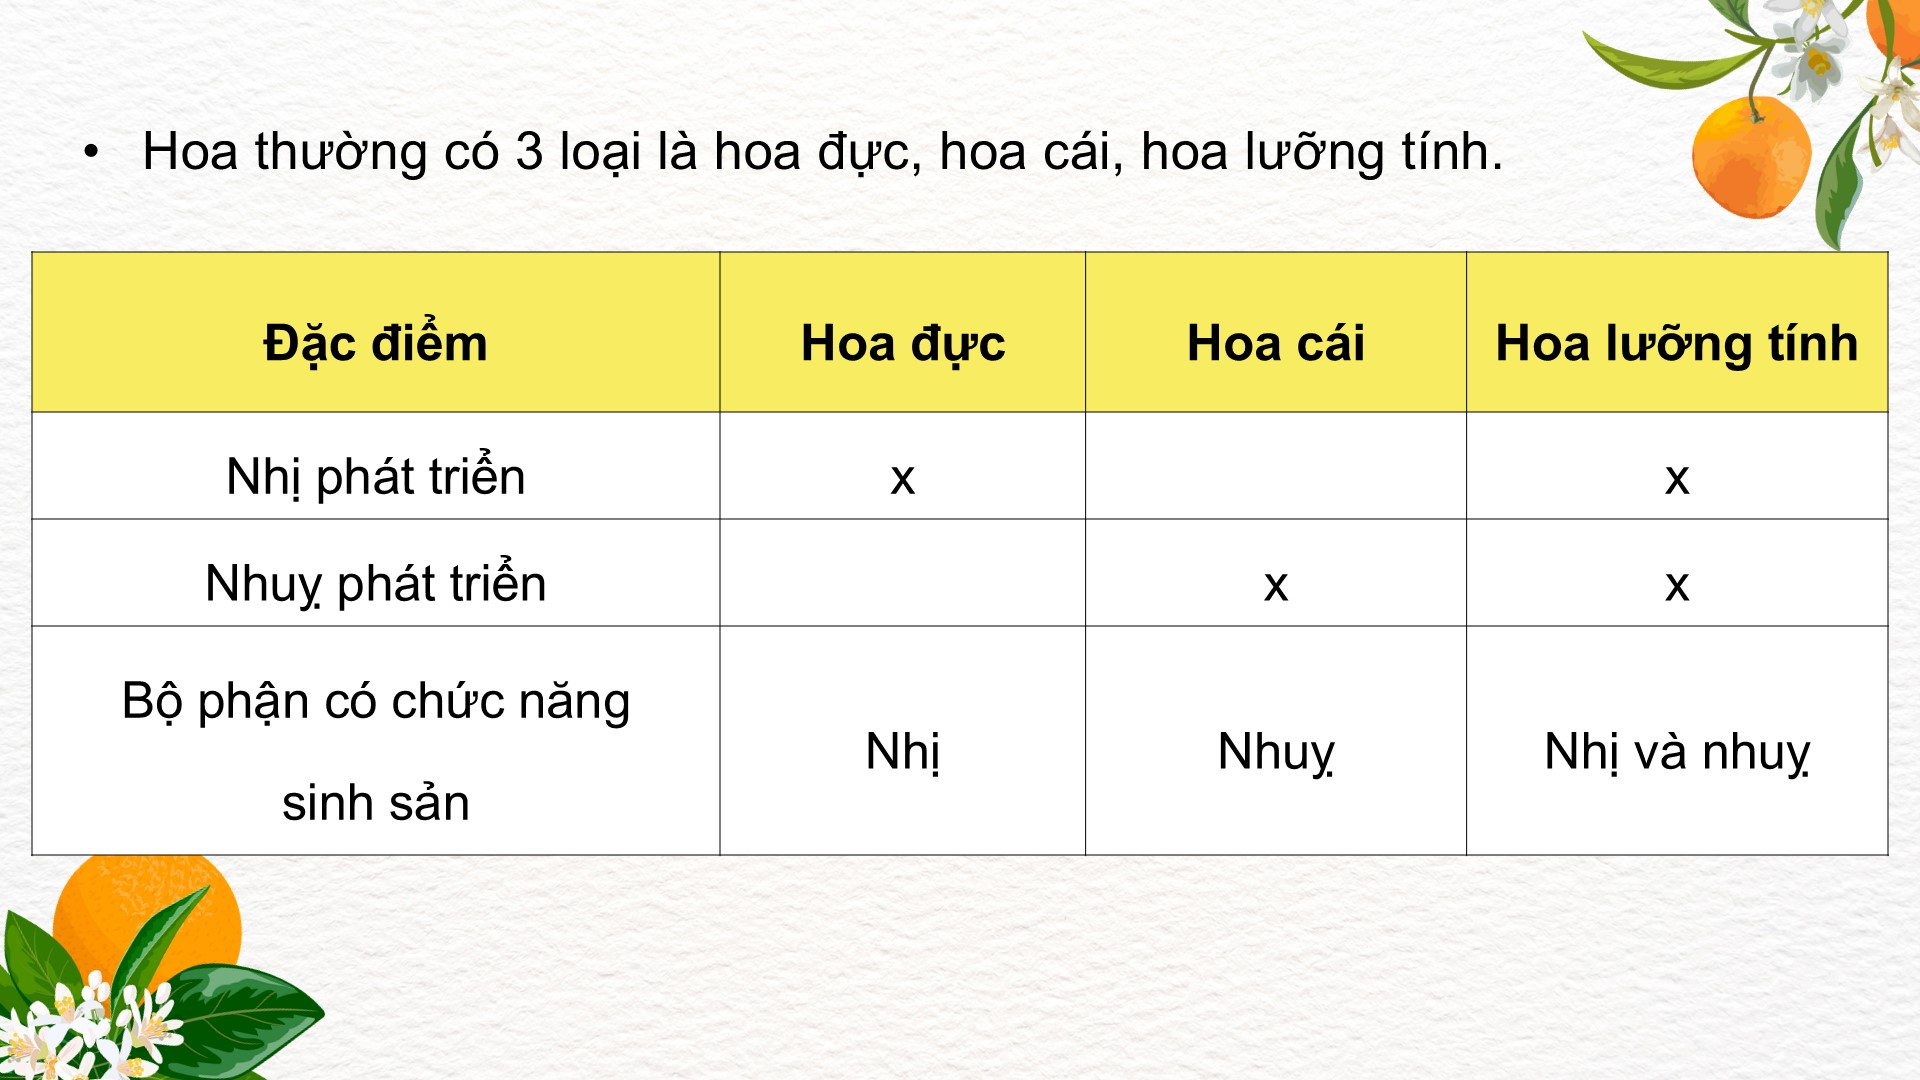 • Hoa thường có 3 loại là hoa đực, hoa cái, hoa lưỡng tính.
Đặc điểm Hoa đực Hoa cái Hoa lưỡng tính
Nhị phát triển x x
Nhuỵ phát triển x x
Bộ phận có chức năng
sinh sản
Nhị Nhuỵ Nhị và nhuỵ